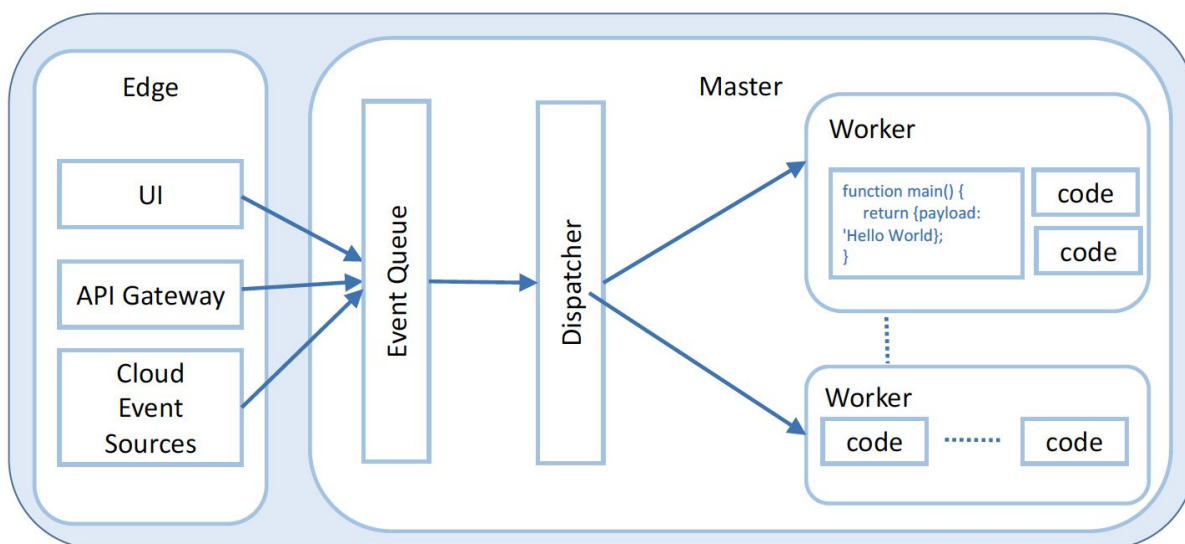 Edge
UI
API Gateway
Cloud
Event
Sources
Master
Event Queue
Dispatcher
Worker
function main() {
return {payload:
'Hello World};
}
code
code
Worker
code
code